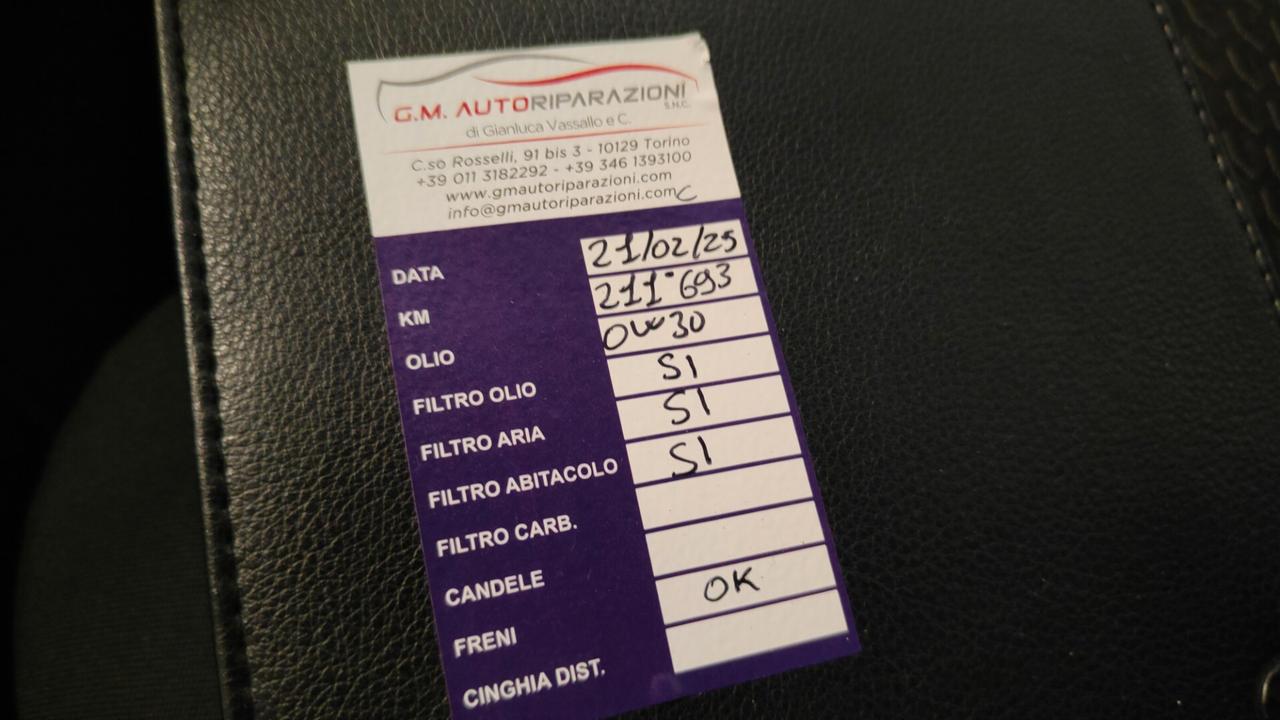 G.M. AUTORIPARAZIONI
S.N.C.
di Gianluca Vassallo e C.
C.so Rosselli, 91 bis 3 - 10129 Torino
+39 011 3182292 - +39 346 1393100
www.gmautoriparazioni.com
info@gmautoriparazioni.com
DATA 21/02/25
KM 211°693
OLIO 0W30
FILTRO OLIO SI
FILTRO ARIA SI
FILTRO ABITACOLO SI
FILTRO CARB.
CANDELE
FRENI OK
CINGHIA DIST.